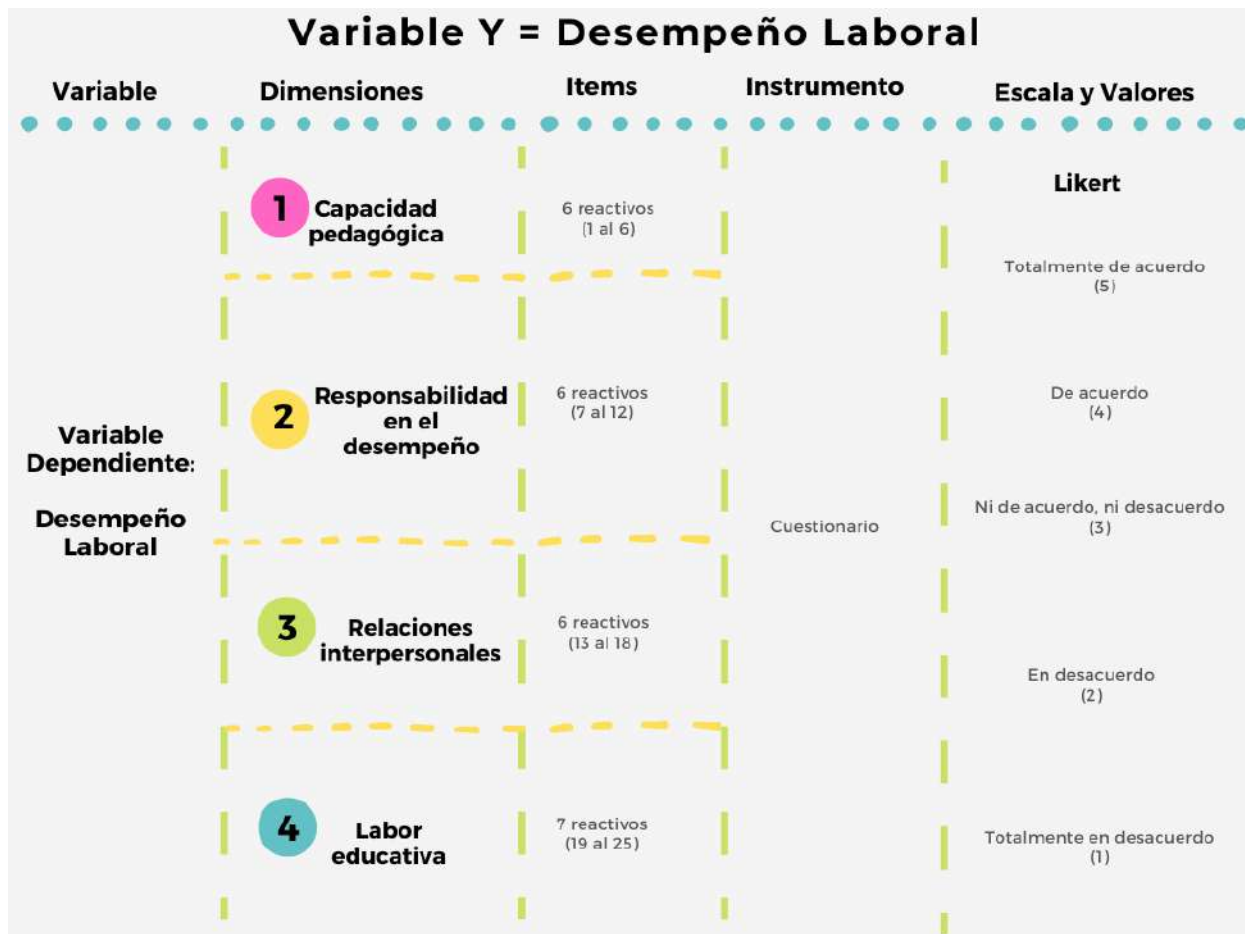 Variable Y = Desempeño Laboral
Variable
Dimensiones
Items
Instrumento
Escala y Valores
Variable
Dependiente:
Desempeño
Laboral
1
Capacidad
pedagógica
6 reactivos
(1 al 6)
2
Responsabilidad
en el
desempeño
6 reactivos
(7 al 12)
3
Relaciones
interpersonales
6 reactivos
(13 al 18)
4
Labor
educativa
7 reactivos
(19 al 25)
Cuestionario
Likert
Totalmente de acuerdo
(5)
De acuerdo
(4)
Ni de acuerdo, ni desacuerdo
(3)
En desacuerdo
(2)
Totalmente en desacuerdo
(1)